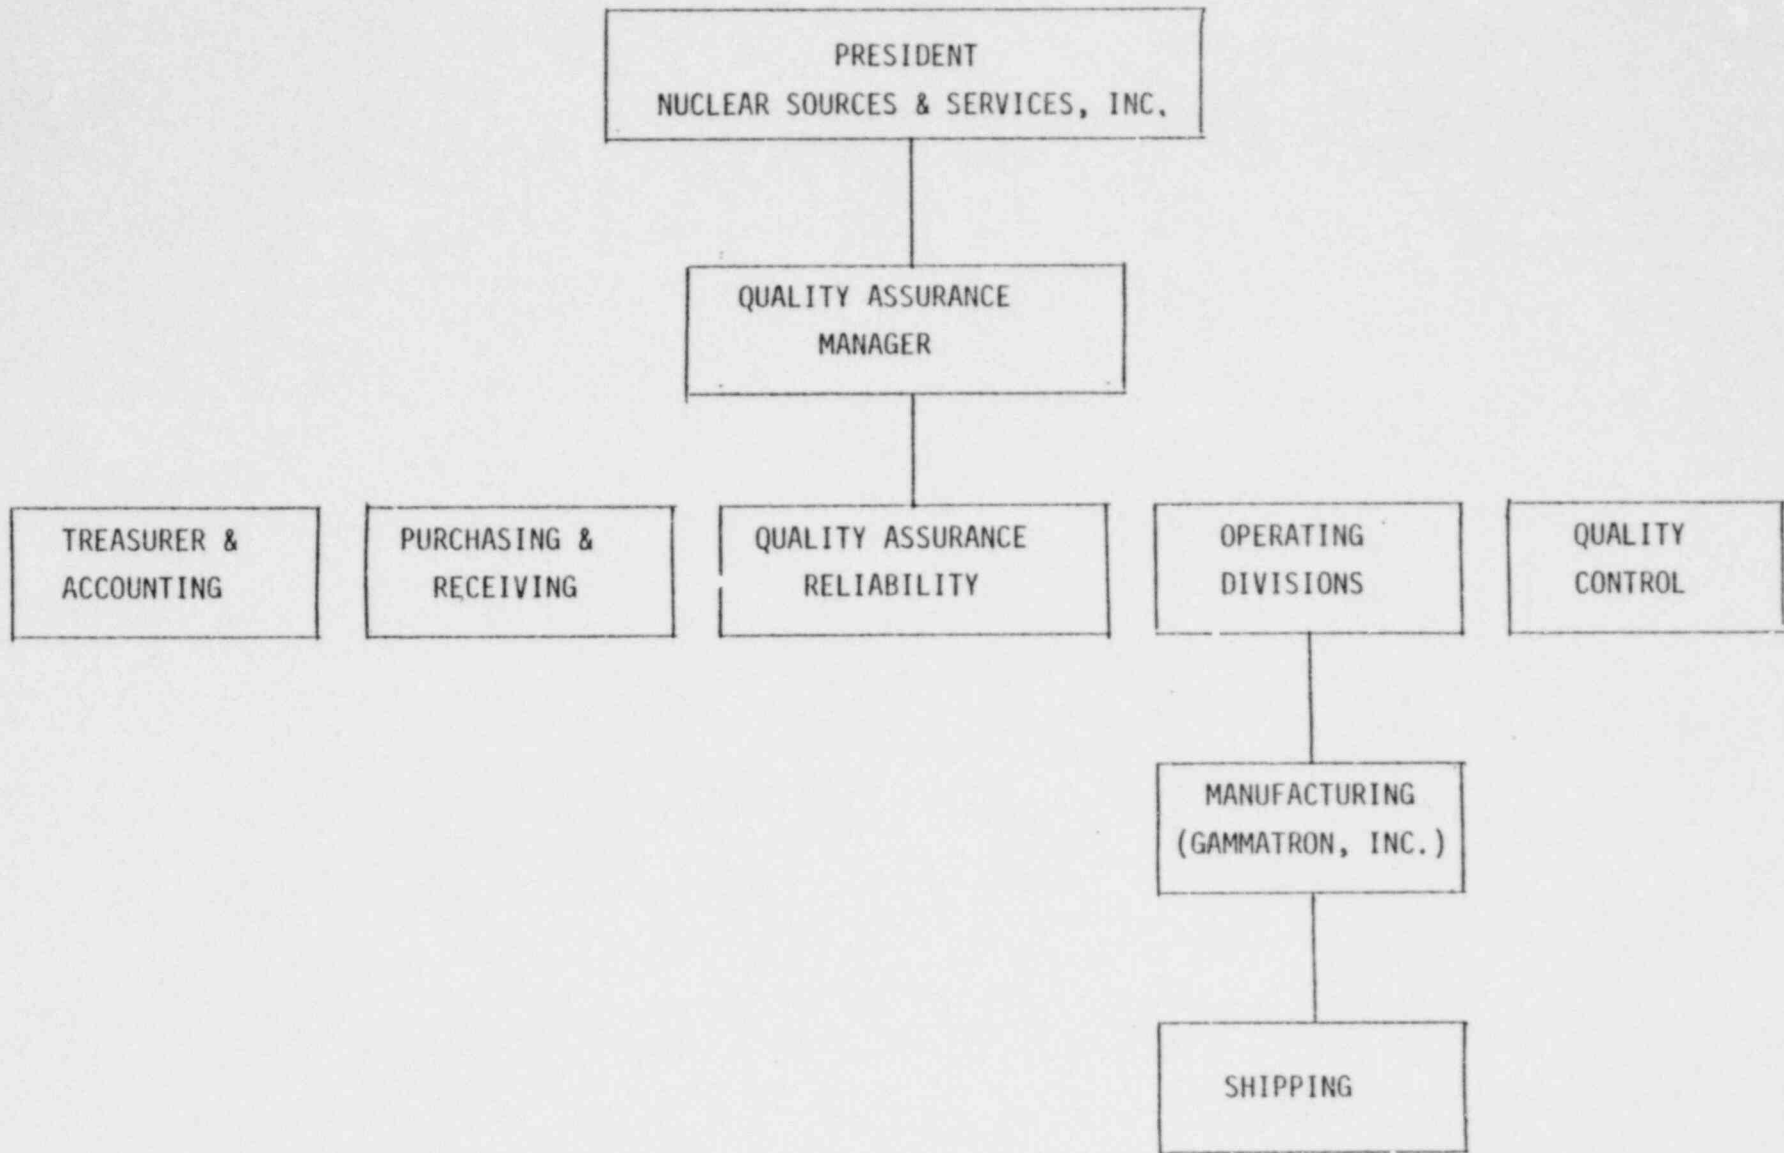 PRESIDENT
NUCLEAR SOURCES & SERVICES, INC.
QUALITY ASSURANCE
MANAGER
TREASURER &
ACCOUNTING
PURCHASING &
RECEIVING
QUALITY ASSURANCE
RELIABILITY
OPERATING
DIVISIONS
QUALITY
CONTROL
MANUFACTURING
(GAMMATRON, INC.)
SHIPPING